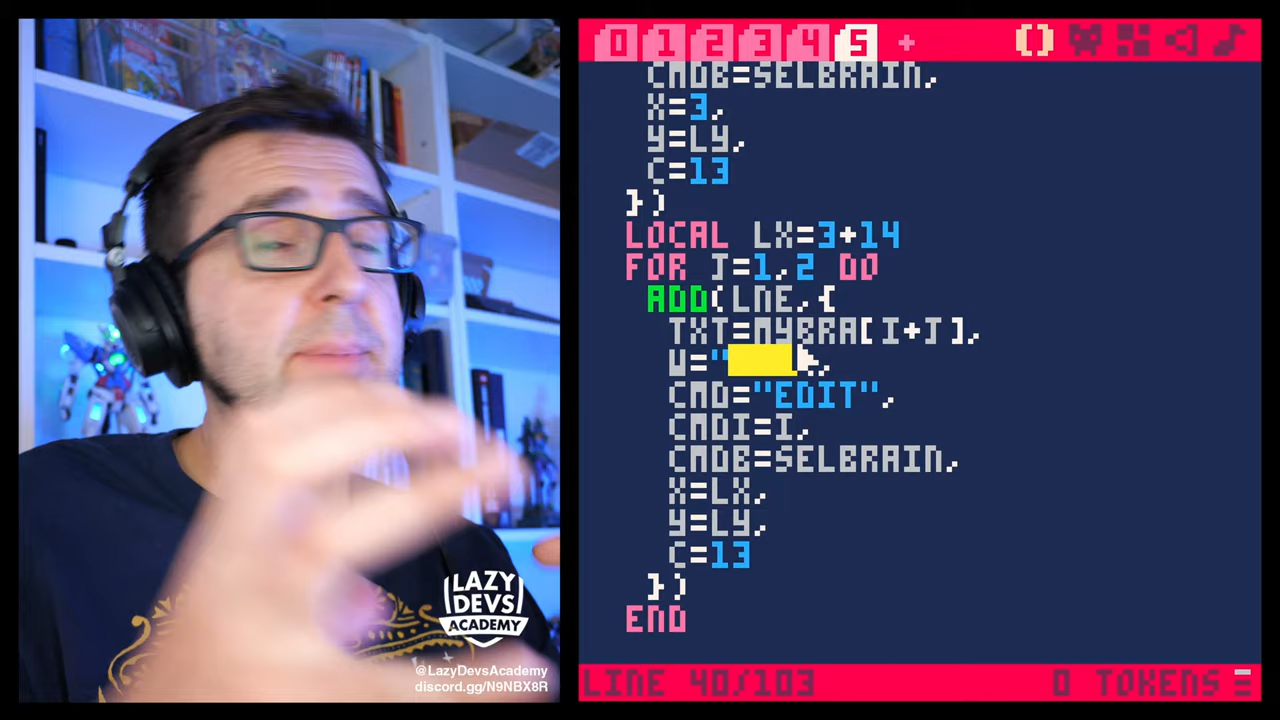 0 1 2 3 4 5 +
CMDB=SELBRAIN,
X=3,
Y=LY,
C=13
})
LOCAL LX=3+14
FOR J=1,2 DO
ADD(LNE,{
TXT=MYBRA[I+J],
W="
CMD="EDIT",
CMDI=I,
CMDB=SELBRAIN,
X=LX,
Y=LY,
C=13
})
END
LINE 40/103
0 TOKENS
LAZY
DEVS
ACADEMY
@LazyDevsAcademy
discord.gg/N9NBX8R